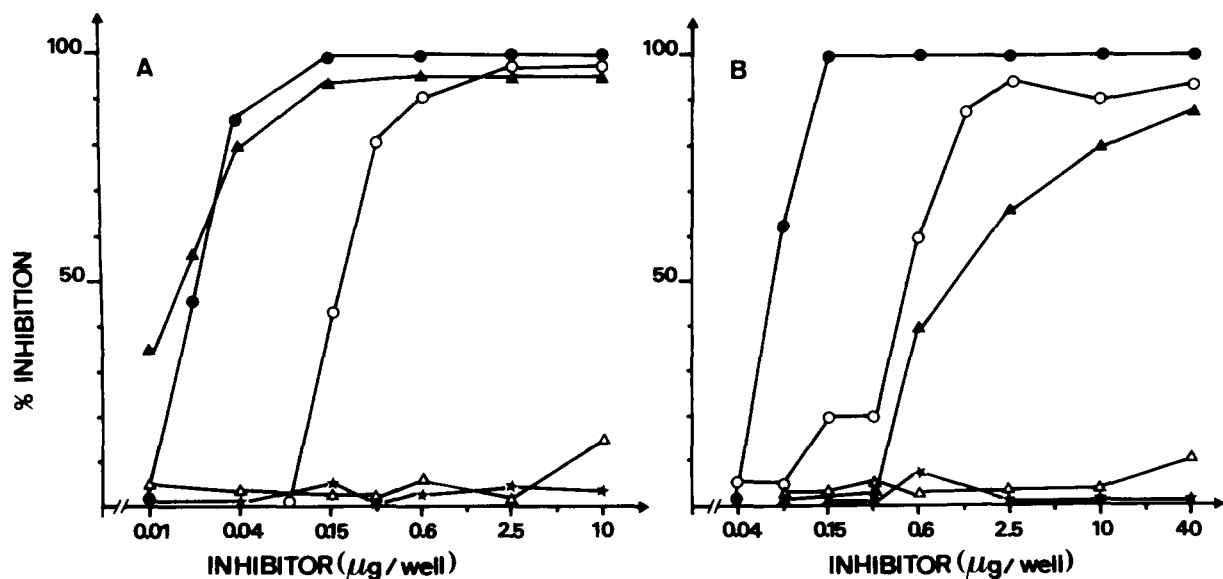 % INHIBITION
100
50
A
0.01 0.04 0.15 0.6 2.5 10
INHIBITOR (μg/well)
100
50
B
0.04 0.15 0.6 2.5 10 40
INHIBITOR (μg/well)